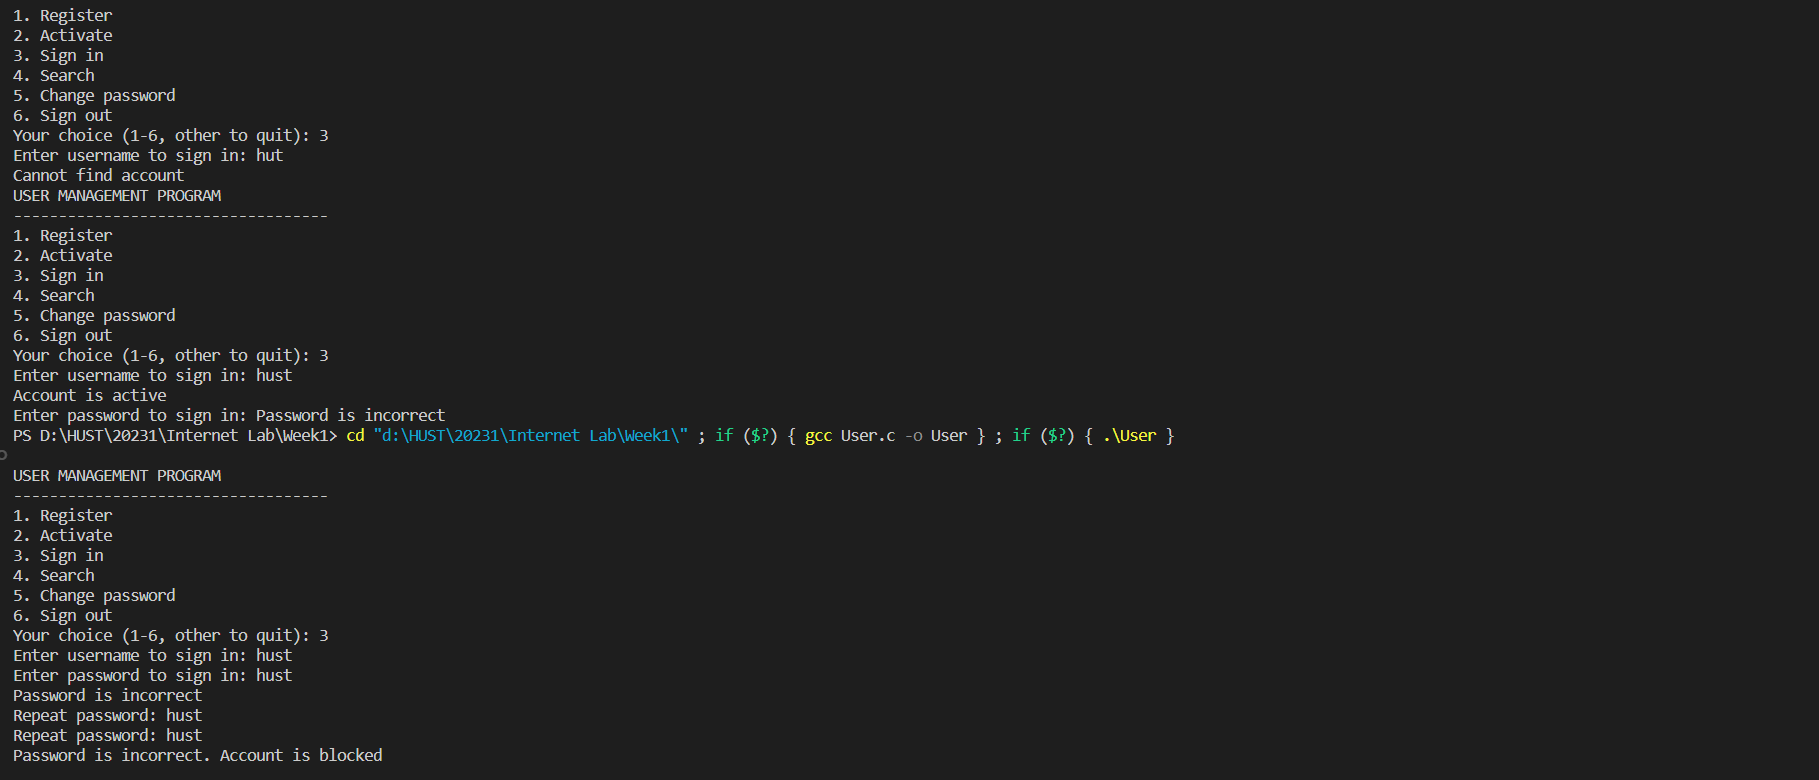 1. Register
2. Activate
3. Sign in
4. Search
5. Change password
6. Sign out
Your choice (1-6, other to quit): 3
Enter username to sign in: hut
Cannot find account
USER MANAGEMENT PROGRAM
-----------------------------------
1. Register
2. Activate
3. Sign in
4. Search
5. Change password
6. Sign out
Your choice (1-6, other to quit): 3
Enter username to sign in: hust
Account is active
Enter password to sign in: Password is incorrect
PS D:\HUST\20231\Internet Lab\Week1> cd "d:\HUST\20231\Internet Lab\Week1\" ; if ($?) { gcc User.c -o User } ; if ($?) { .\User }
USER MANAGEMENT PROGRAM
-----------------------------------
1. Register
2. Activate
3. Sign in
4. Search
5. Change password
6. Sign out
Your choice (1-6, other to quit): 3
Enter username to sign in: hust
Enter password to sign in: hust
Password is incorrect
Repeat password: hust
Repeat password: hust
Password is incorrect. Account is blocked